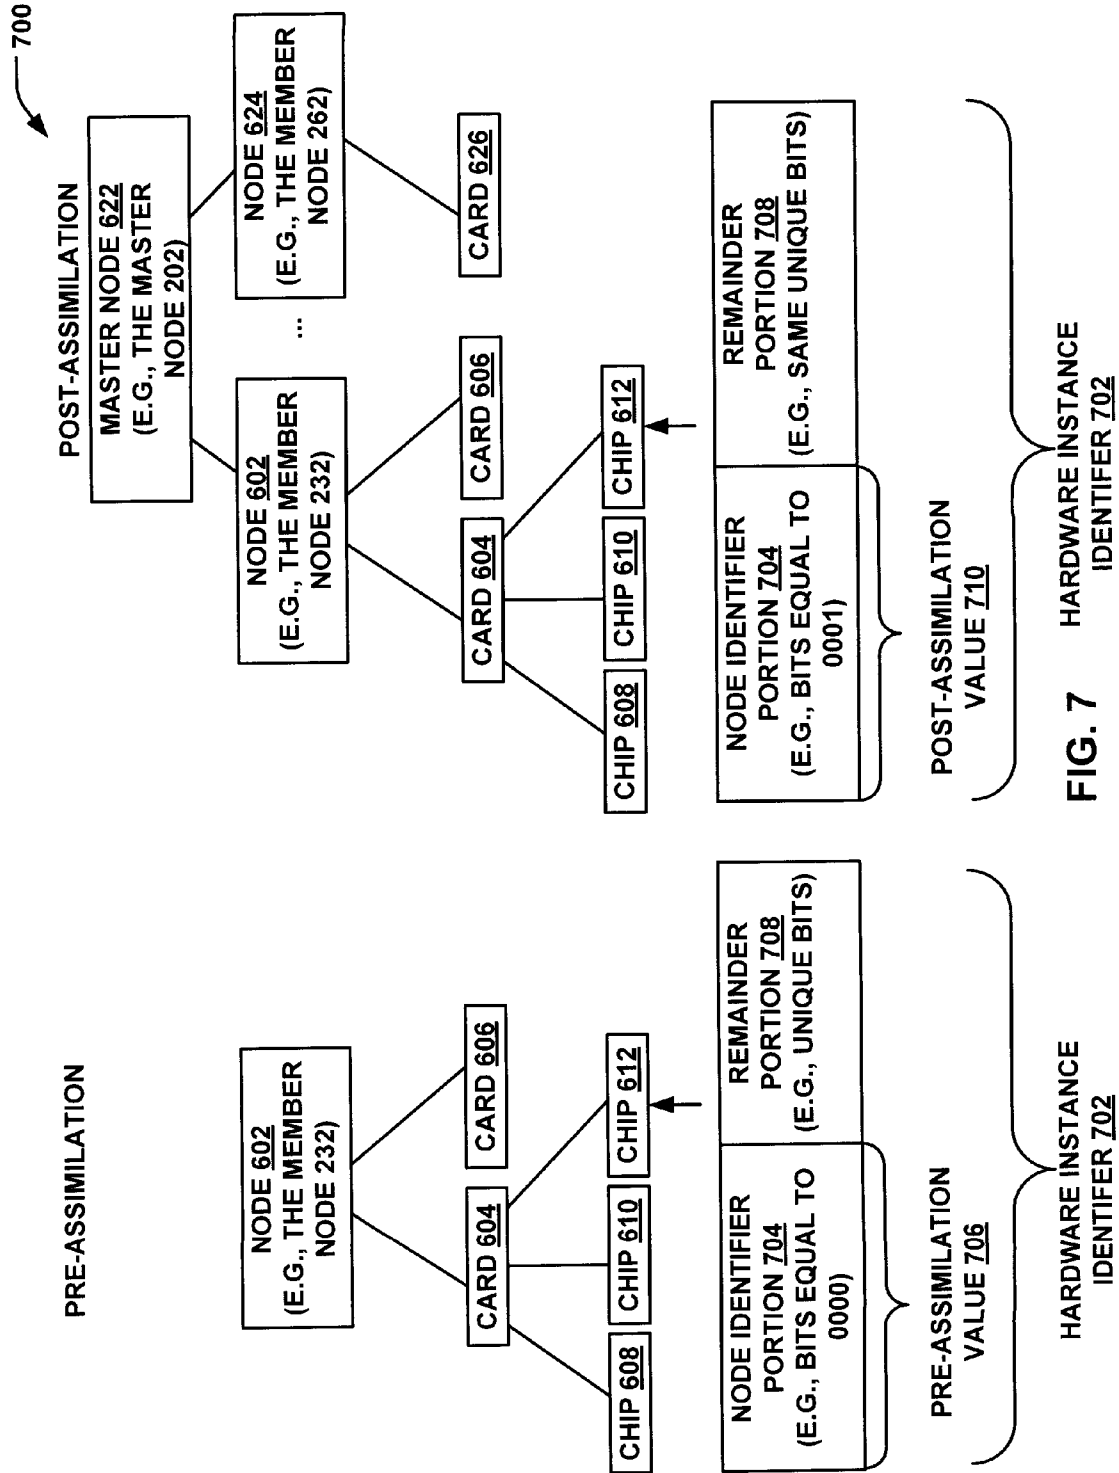 700
PRE-ASSIMILATION
NODE 602
(E.G., THE MEMBER
NODE 232)
CARD 604
CARD 606
CHIP 608
CHIP 610
CHIP 612
NODE IDENTIFIER
PORTION 704
(E.G., BITS EQUAL TO
0000)
REMAINDER
PORTION 708
(E.G., UNIQUE BITS)
PRE-ASSIMILATION
VALUE 706
HARDWARE INSTANCE
IDENTIFER 702
POST-ASSIMILATION
MASTER NODE 622
(E.G., THE MASTER
NODE 202)
NODE 602
(E.G., THE MEMBER
NODE 232)
...
NODE 624
(E.G., THE MEMBER
NODE 262)
CARD 604
CARD 606
CARD 626
CHIP 608
CHIP 610
CHIP 612
NODE IDENTIFIER
PORTION 704
(E.G., BITS EQUAL TO
0001)
REMAINDER
PORTION 708
(E.G., SAME UNIQUE BITS)
POST-ASSIMILATION
VALUE 710
HARDWARE INSTANCE
IDENTIFER 702
FIG. 7